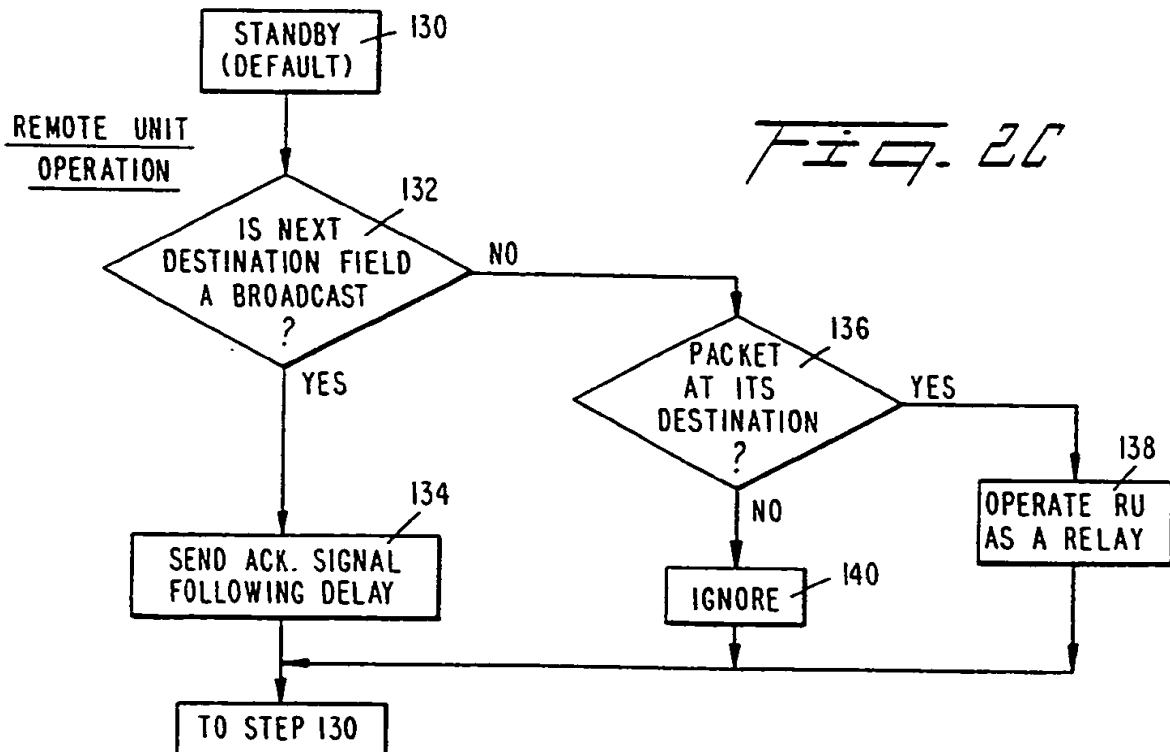 STANDBY
(DEFAULT)
130
REMOTE UNIT
OPERATION
Fig. 2C
132
IS NEXT
DESTINATION FIELD
A BROADCAST
?
NO
YES
136
PACKET
AT ITS
DESTINATION
?
YES
NO
134
SEND ACK. SIGNAL
FOLLOWING DELAY
138
OPERATE RU
AS A RELAY
140
IGNORE
TO STEP 130